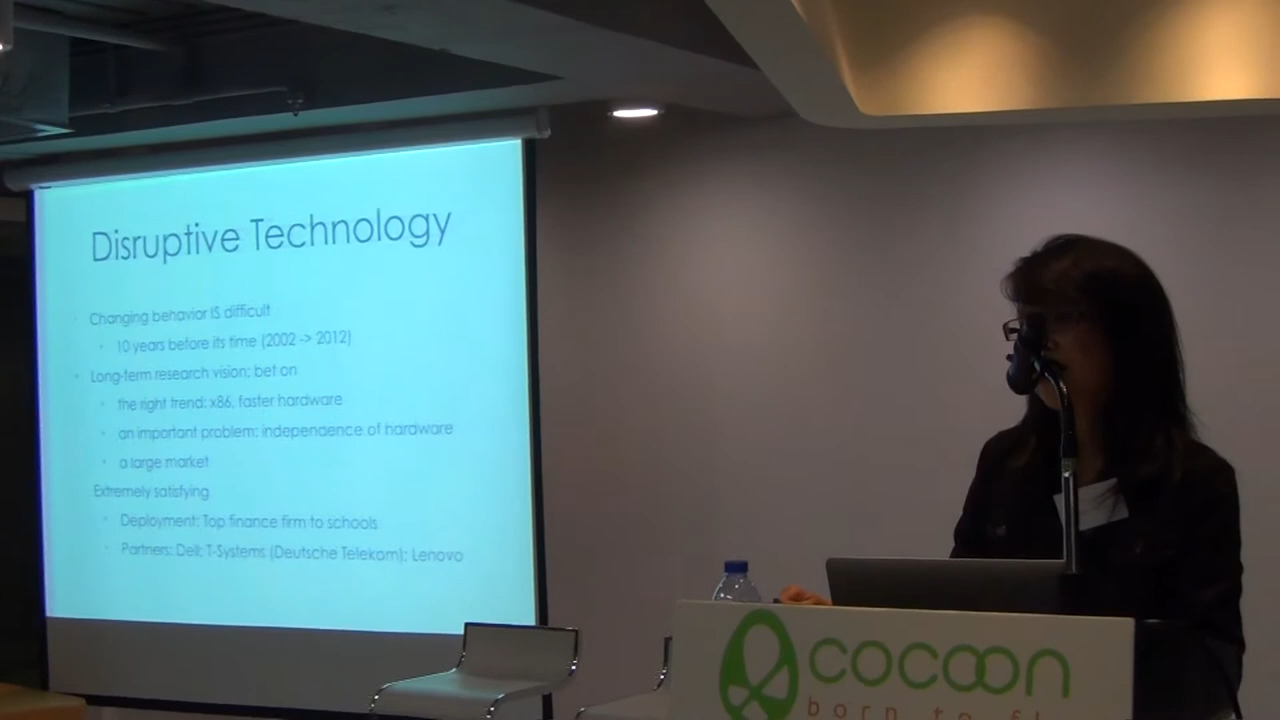 Disruptive Technology
Changing behavior IS difficult
10 years before its time (2002 -> 2012)
Long-term research vision: bet on
the right trend: x86, faster hardware
an important problem: independence of hardware
a large market
Extremely satisfying
Deployment: Top finance firm to schools
Partners: Dell; T-Systems (Deutsche Telekom); Lenovo
cocoon
born to